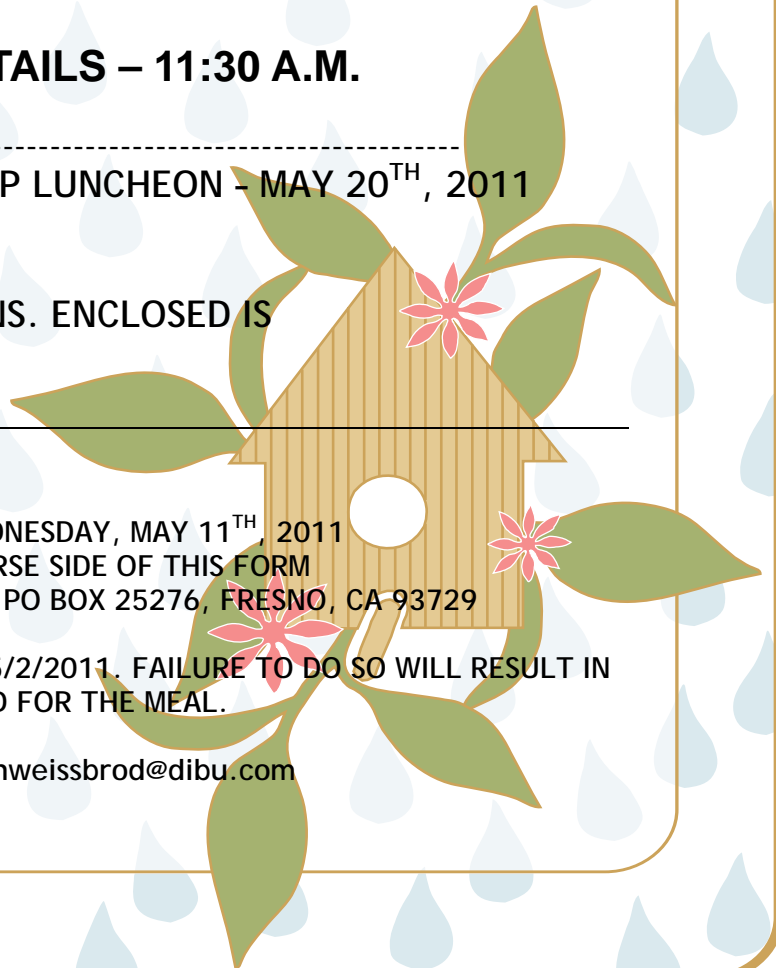 TAILS – 11:30 A.M.
--------------------------------------------
P LUNCHEON – MAY 20TH, 2011
NS. ENCLOSED IS
DNESDAY, MAY 11TH, 2011
RSE SIDE OF THIS FORM
PO BOX 25276, FRESNO, CA 93729
5/2/2011. FAILURE TO DO SO WILL RESULT IN
D FOR THE MEAL.
nweissbrod@dibu.com